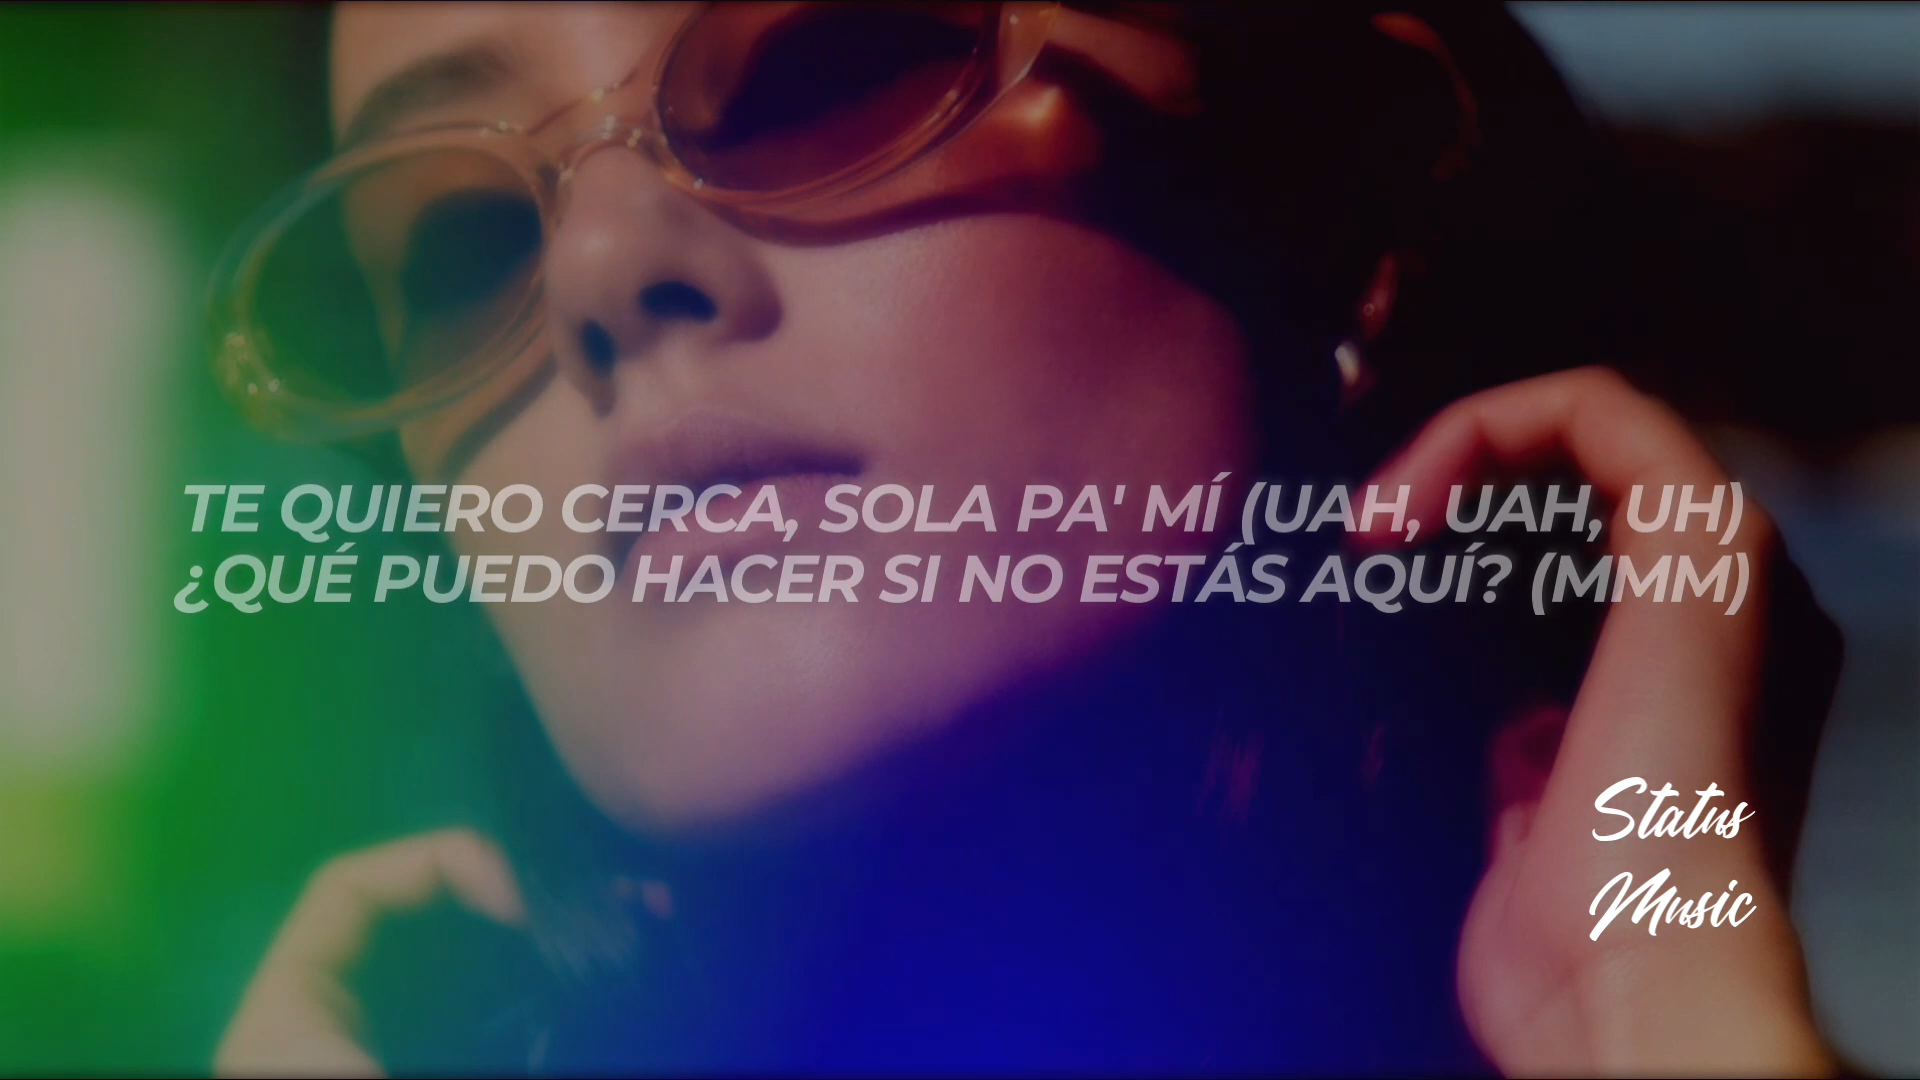 TE QUIERO CERCA, SOLA PA' MÍ (UAH, UAH, UH)
¿QUÉ PUEDO HACER SI NO ESTÁS AQUÍ? (MMM)
Status
Music